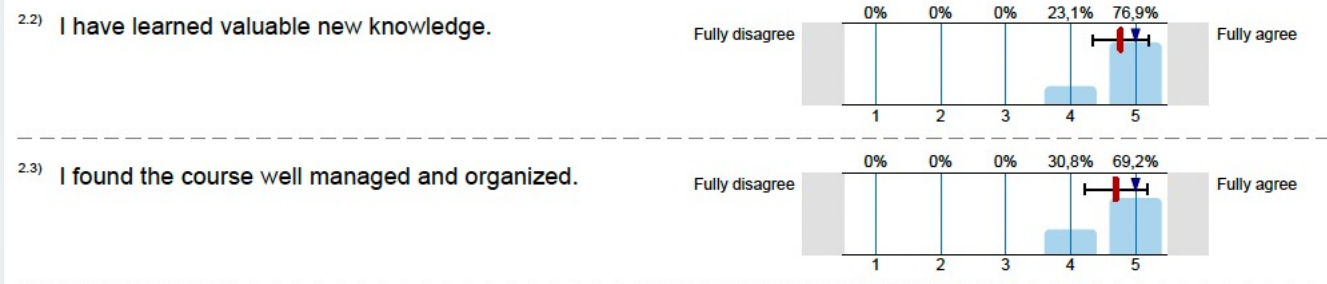 2.2) I have learned valuable new knowledge.
0% 0% 0% 23,1% 76,9%
Fully disagree Fully agree
1 2 3 4 5
2.3) I found the course well managed and organized.
0% 0% 0% 30,8% 69,2%
Fully disagree Fully agree
1 2 3 4 5